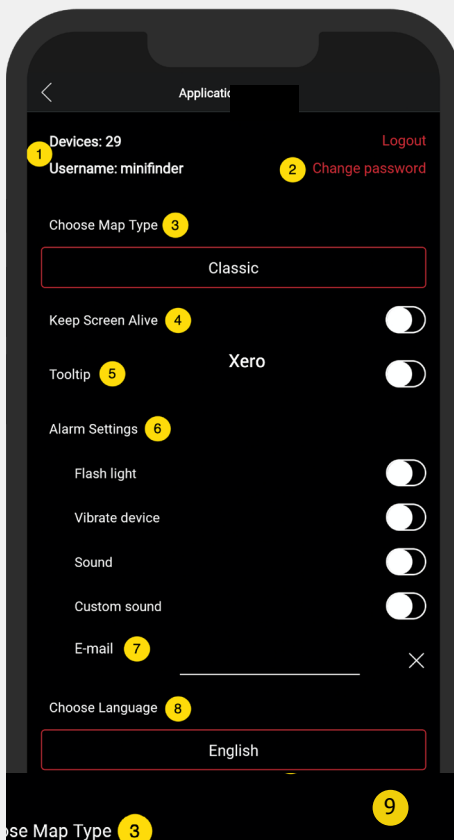 Applicatio
Devices: 29
Logout
1
Username: minifinder
2 Change password
Choose Map Type 3
Classic
Keep Screen Alive 4
Xero
Tooltip 5
Alarm Settings 6
Flash light
Vibrate device
Sound
Custom sound
E-mail 7
Choose Language 8
English
9
ose Map Type 3